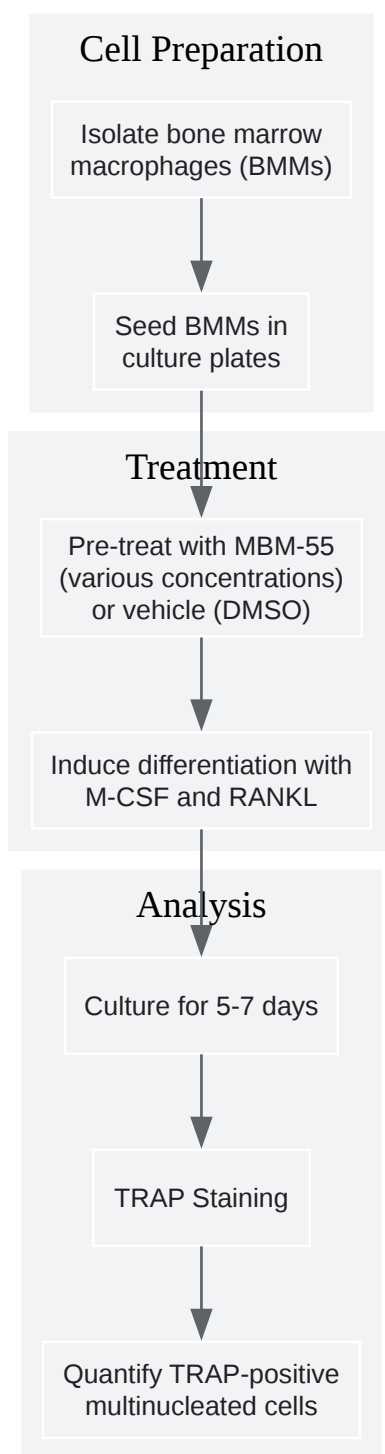 Cell Preparation
Isolate bone marrow
macrophages (BMMs)
Seed BMMs in
culture plates
Treatment
Pre-treat with MBM-55
(various concentrations)
or vehicle (DMSO)
Induce differentiation with
M-CSF and RANKL
Analysis
Culture for 5-7 days
TRAP Staining
Quantify TRAP-positive
multinucleated cells